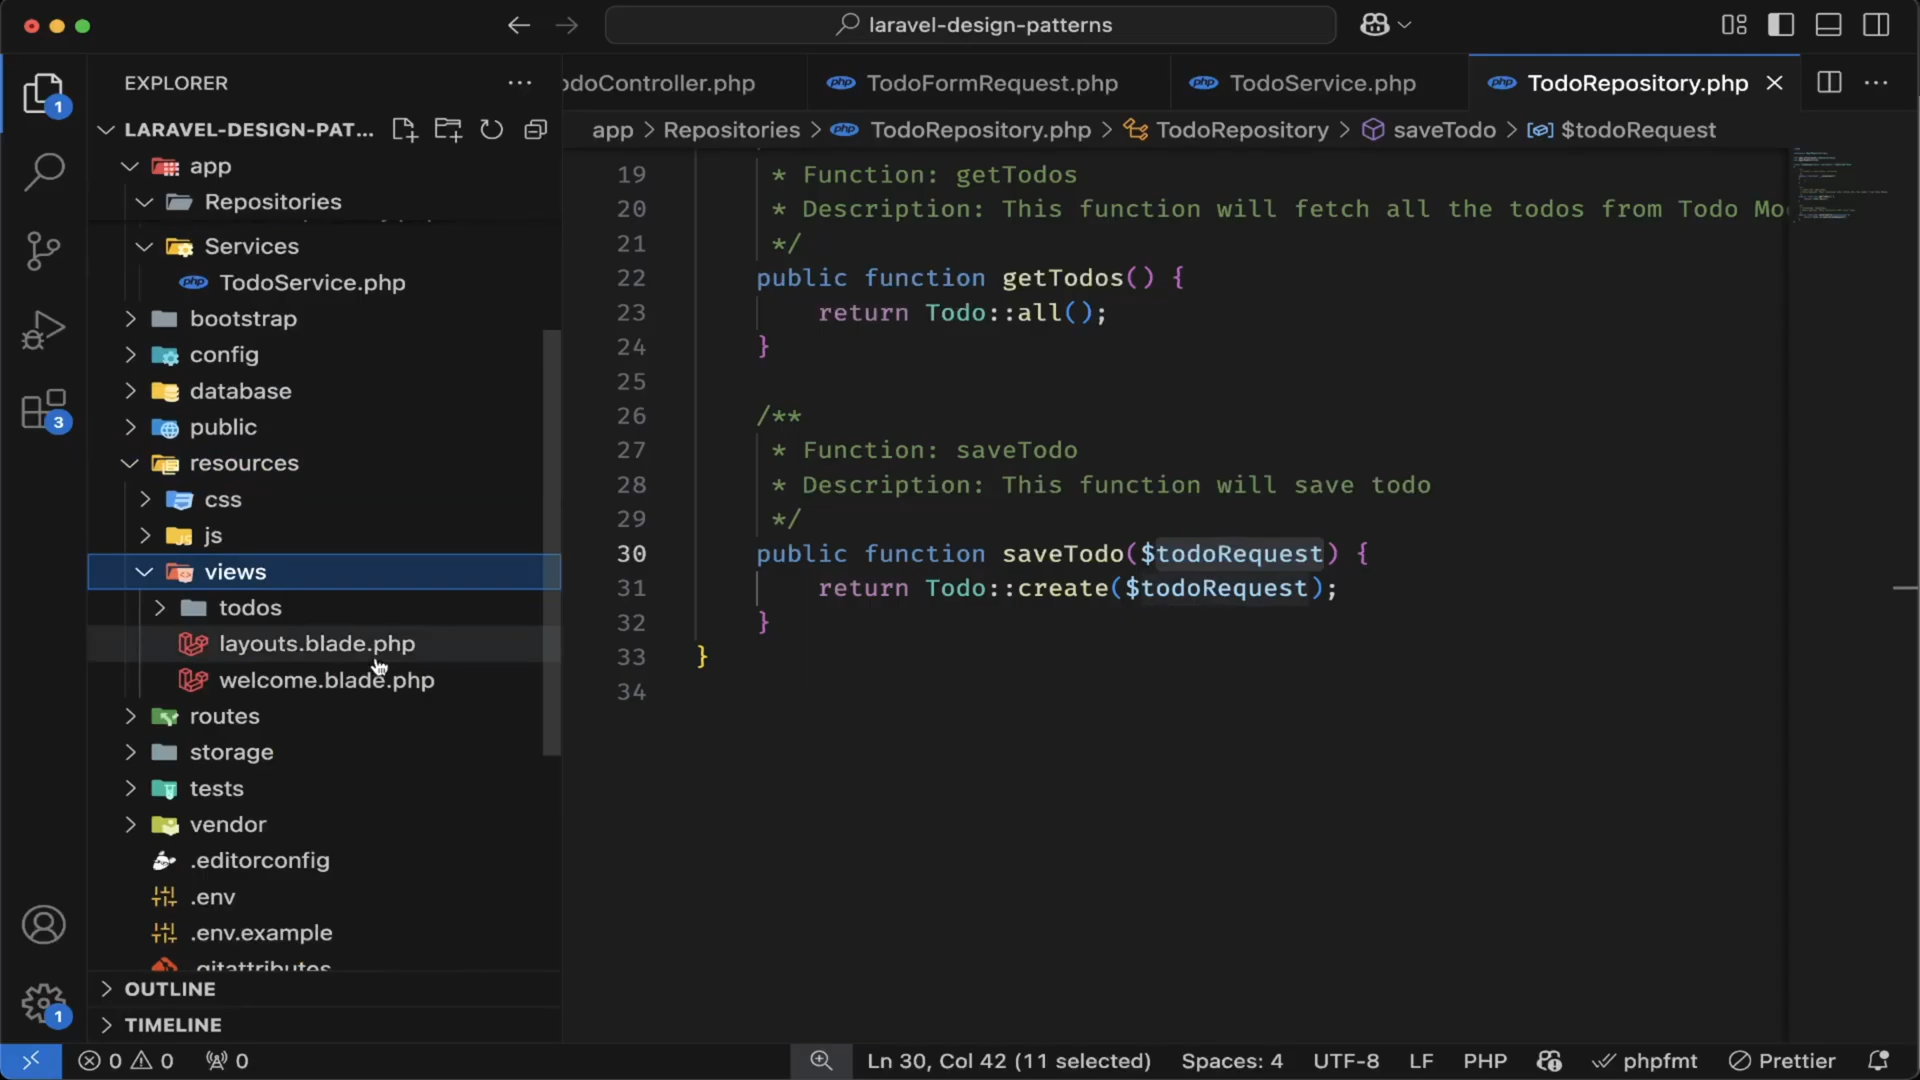 laravel-design-patterns
EXPLORER
odoController.php
TodoFormRequest.php
TodoService.php
TodoRepository.php
LARAVEL-DESIGN-PAT...
app > Repositories > TodoRepository.php > TodoRepository > saveTodo > $todoRequest
app
Repositories
Services
TodoService.php
bootstrap
config
database
public
resources
css
js
views
todos
layouts.blade.php
welcome.blade.php
routes
storage
tests
vendor
.editorconfig
.env
.env.example
.gitattributes
OUTLINE
TIMELINE
19 * Function: getTodos
20 * Description: This function will fetch all the todos from Todo Mo
21 */
22 public function getTodos() {
23 return Todo::all();
24 }
25
26 /**
27 * Function: saveTodo
28 * Description: This function will save todo
29 */
30 public function saveTodo($todoRequest) {
31 return Todo::create($todoRequest);
32 }
33 }
34
1
3
1
0 0 0
Ln 30, Col 42 (11 selected) Spaces: 4 UTF-8 LF PHP phpfmt Prettier